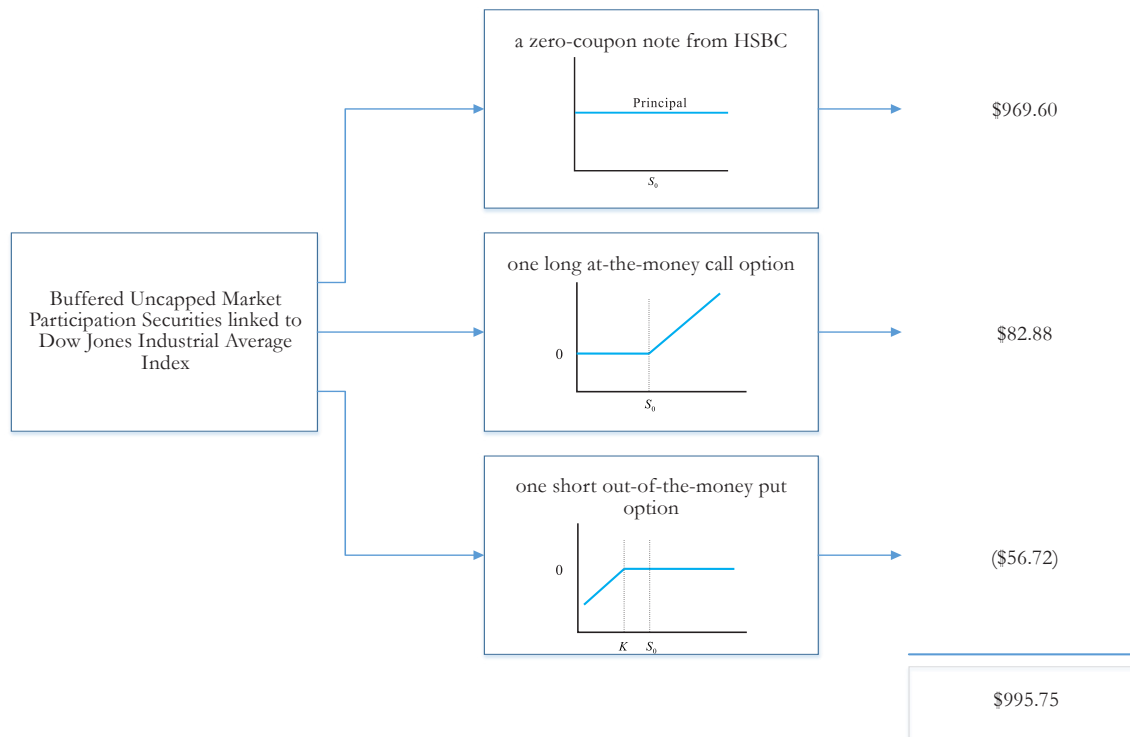 a zero-coupon note from HSBC
Principal
S₀
$969.60
Buffered Uncapped Market
Participation Securities linked to
Dow Jones Industrial Average
Index
one long at-the-money call option
0
S₀
$82.88
one short out-of-the-money put
option
0
K S₀
($56.72)
$995.75